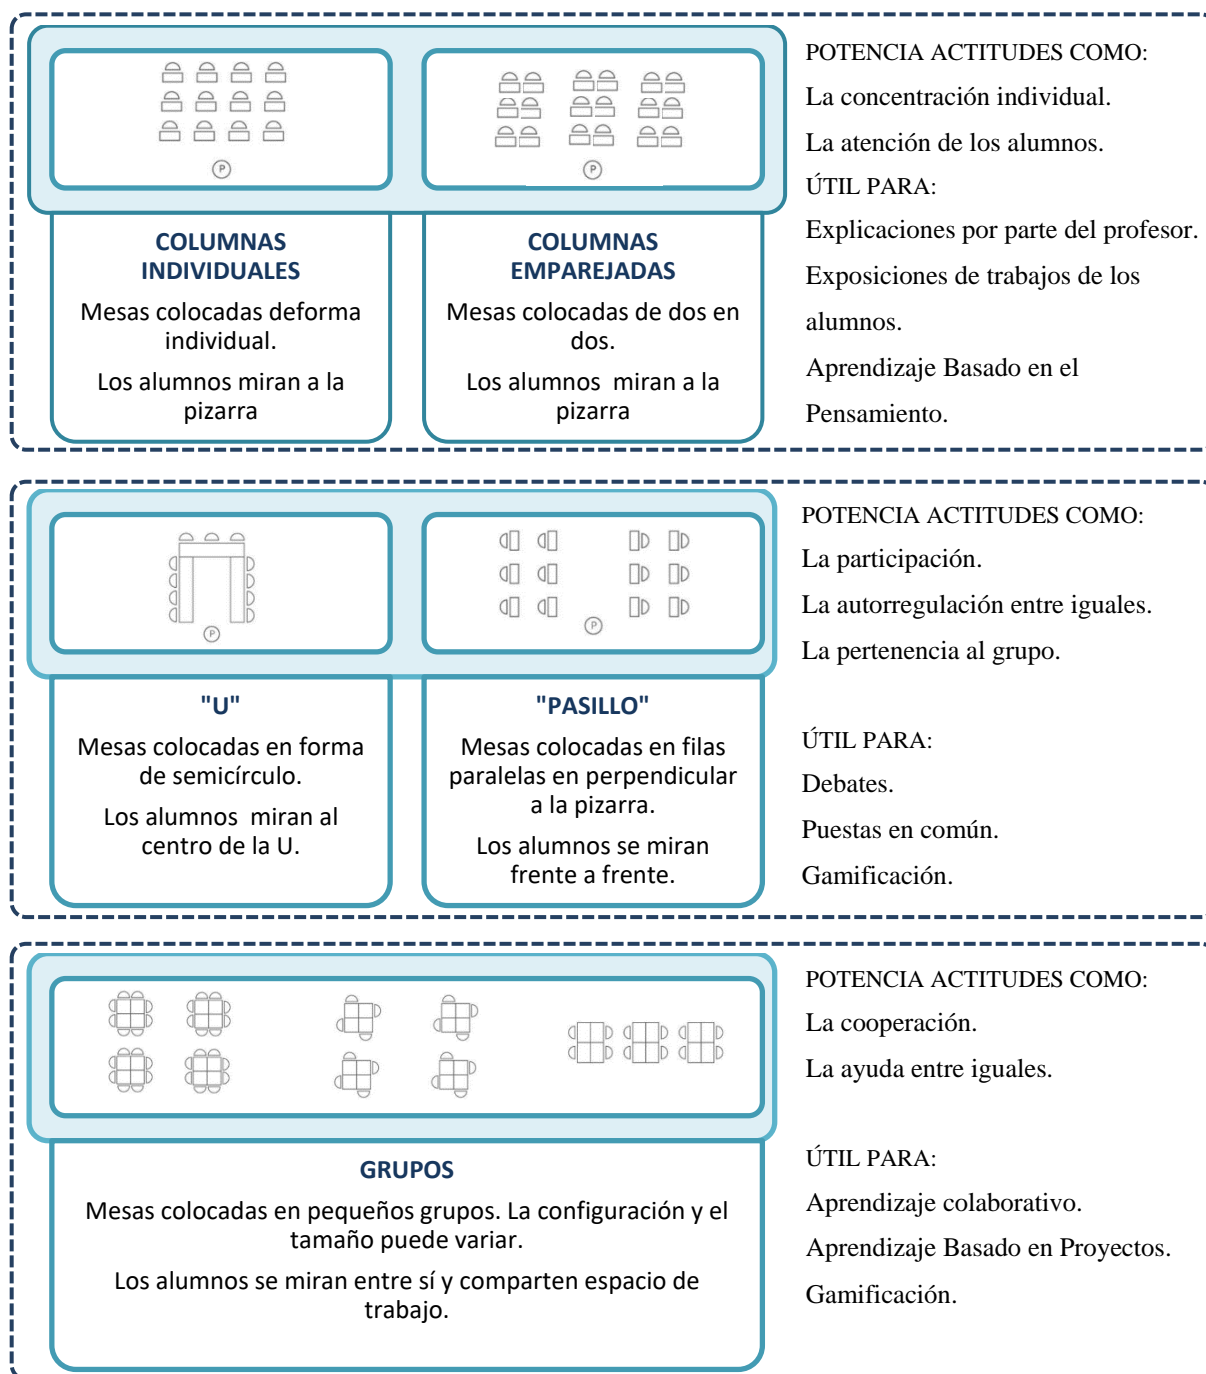 P
COLUMNAS
INDIVIDUALES
Mesas colocadas deforma
individual.
Los alumnos miran a la
pizarra
P
COLUMNAS
EMPAREJADAS
Mesas colocadas de dos en
dos.
Los alumnos miran a la
pizarra
POTENCIA ACTITUDES COMO:
La concentración individual.
La atención de los alumnos.
ÚTIL PARA:
Explicaciones por parte del profesor.
Exposiciones de trabajos de los
alumnos.
Aprendizaje Basado en el
Pensamiento.
P
"U"
Mesas colocadas en forma
de semicírculo.
Los alumnos miran al
centro de la U.
P
"PASILLO"
Mesas colocadas en filas
paralelas en perpendicular
a la pizarra.
Los alumnos se miran
frente a frente.
POTENCIA ACTITUDES COMO:
La participación.
La autorregulación entre iguales.
La pertenencia al grupo.
ÚTIL PARA:
Debates.
Puestas en común.
Gamificación.
GRUPOS
Mesas colocadas en pequeños grupos. La configuración y el
tamaño puede variar.
Los alumnos se miran entre sí y comparten espacio de
trabajo.
POTENCIA ACTITUDES COMO:
La cooperación.
La ayuda entre iguales.
ÚTIL PARA:
Aprendizaje colaborativo.
Aprendizaje Basado en Proyectos.
Gamificación.